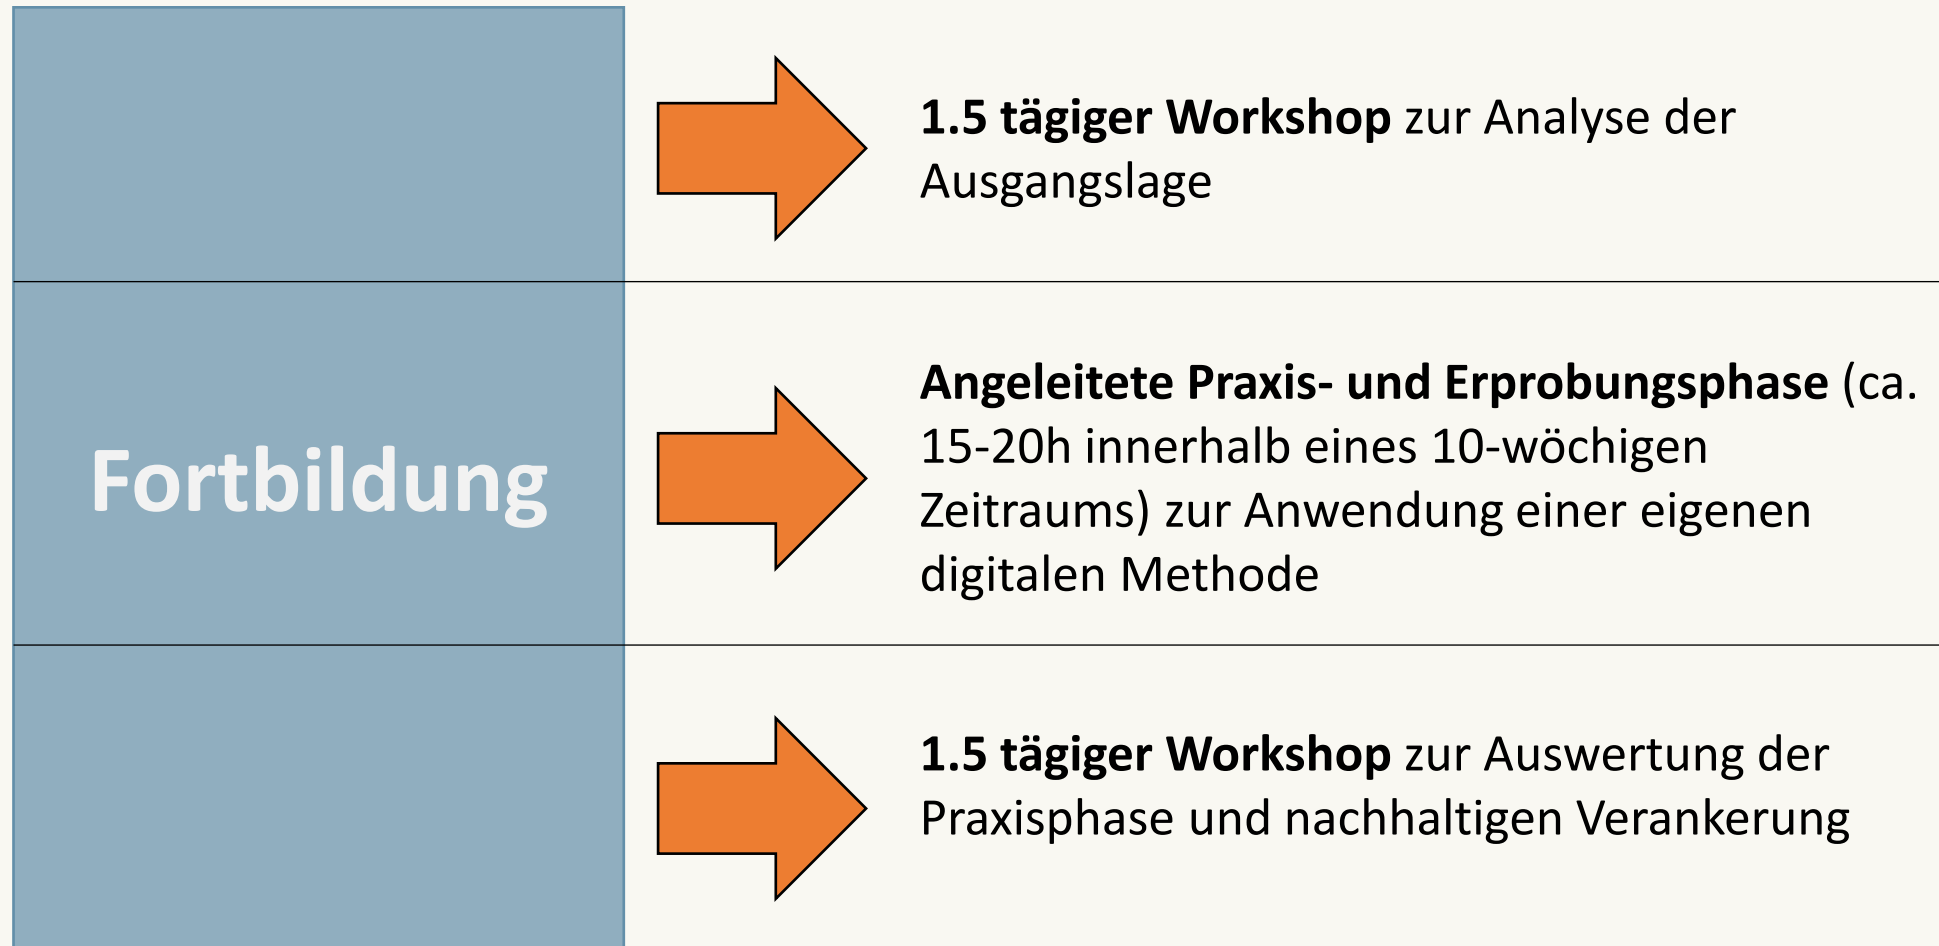 1.5 tägiger Workshop zur Analyse der
Ausgangslage
Fortbildung
Angeleitete Praxis- und Erprobungsphase (ca.
15-20h innerhalb eines 10-wöchigen
Zeitraums) zur Anwendung einer eigenen
digitalen Methode
1.5 tägiger Workshop zur Auswertung der
Praxisphase und nachhaltigen Verankerung